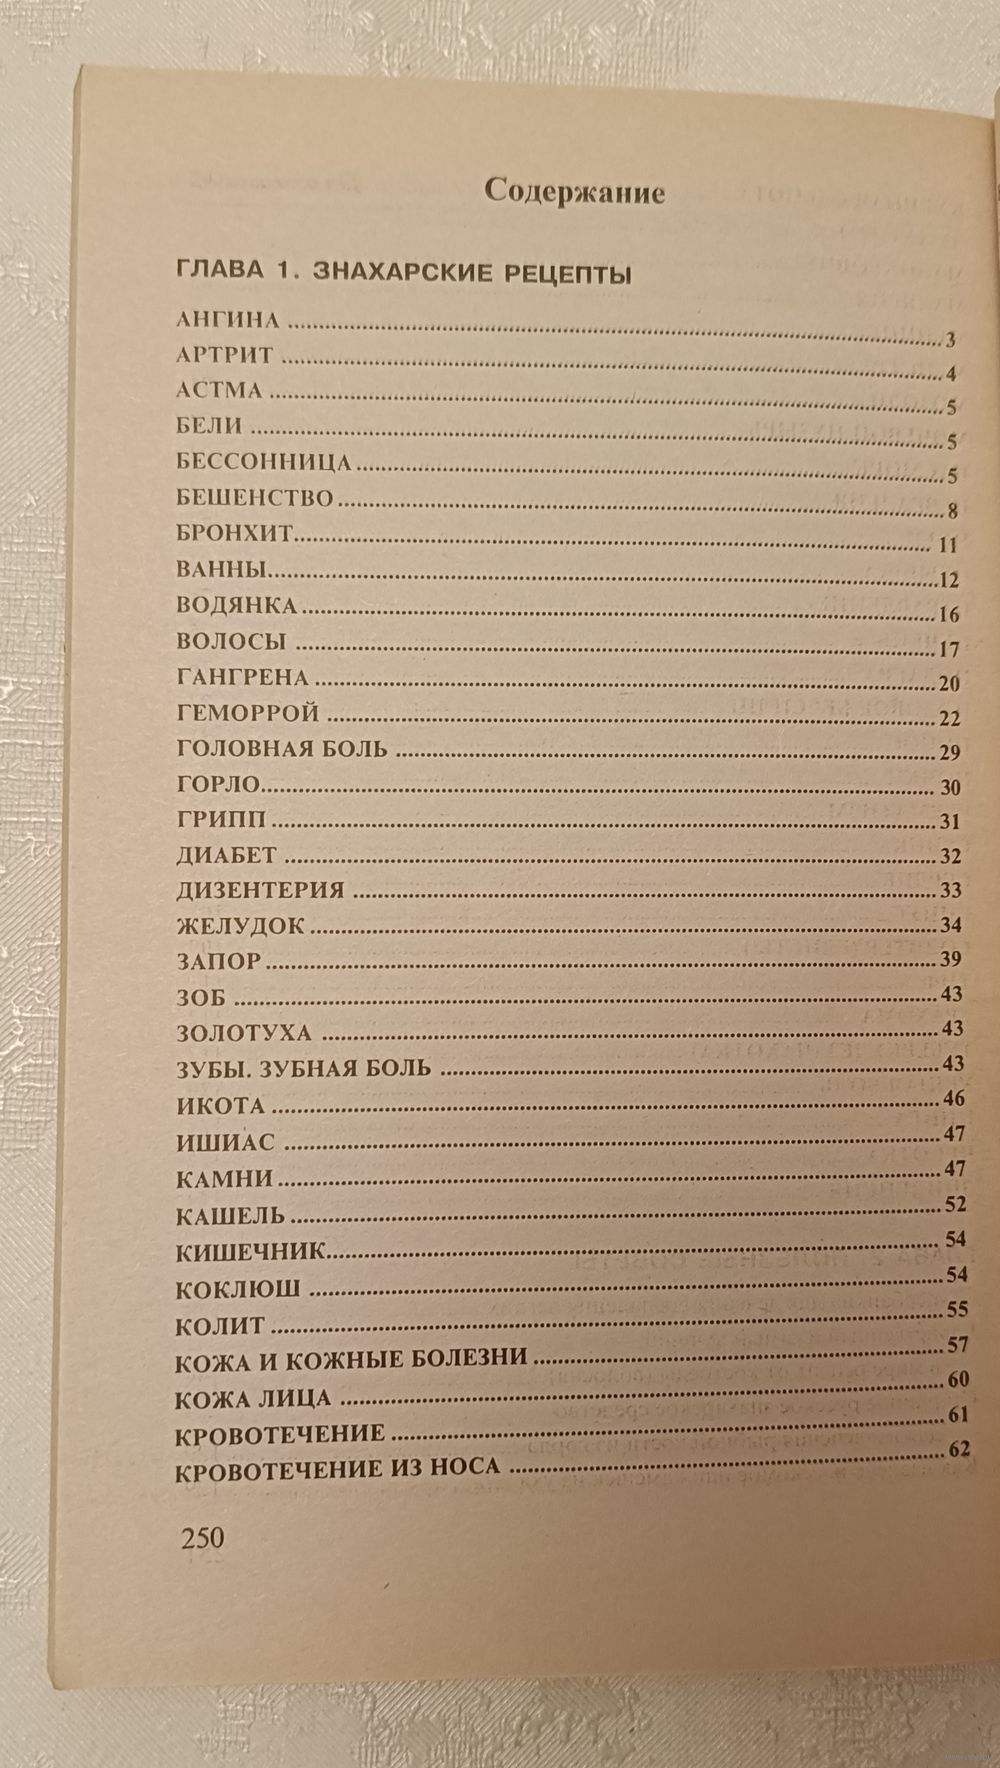 Содержание
ГЛАВА 1. ЗНАХАРСКИЕ РЕЦЕПТЫ
АНГИНА ........ 3
АРТРИТ ........ 4
АСТМА ........ 5
БЕЛИ ........ 5
БЕССОННИЦА ........ 5
БЕШЕНСТВО ........ 8
БРОНХИТ ........ 11
ВАННЫ ........ 12
ВОДЯНКА ........ 16
ВОЛОСЫ ........ 17
ГАНГРЕНА ........ 20
ГЕМОРРОЙ ........ 22
ГОЛОВНАЯ БОЛЬ ........ 29
ГОРЛО ........ 30
ГРИПП ........ 31
ДИАБЕТ ........ 32
ДИЗЕНТЕРИЯ ........ 33
ЖЕЛУДОК ........ 34
ЗАПОР ........ 39
ЗОБ ........ 43
ЗОЛОТУХА ........ 43
ЗУБЫ. ЗУБНАЯ БОЛЬ ........ 43
ИКОТА ........ 46
ИШИАС ........ 47
КАМНИ ........ 47
КАШЕЛЬ ........ 52
КИШЕЧНИК ........ 54
КОКЛЮШ ........ 54
КОЛИТ ........ 55
КОЖА И КОЖНЫЕ БОЛЕЗНИ ........ 57
КОЖА ЛИЦА ........ 60
КРОВОТЕЧЕНИЕ ........ 61
КРОВОТЕЧЕНИЕ ИЗ НОСА ........ 62
250